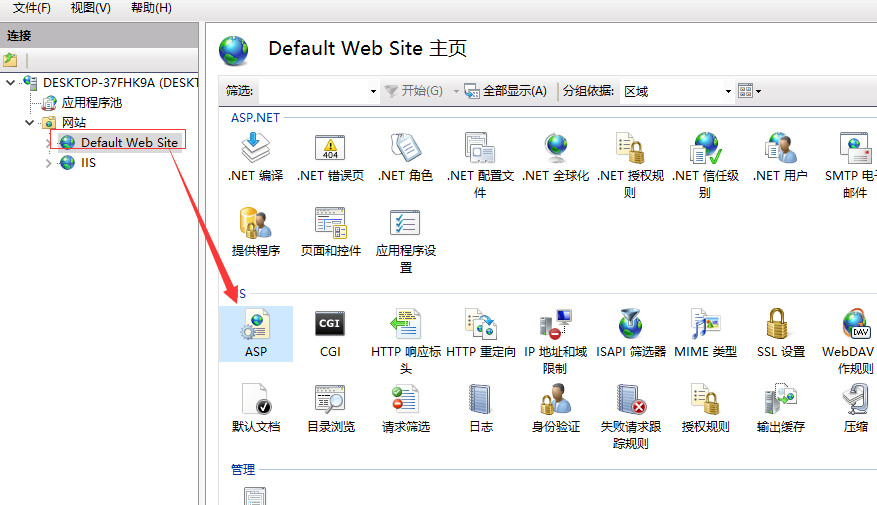 文件(F) 视图(V) 帮助(H)
连接
DESKTOP-37FHK9A (DESKT
应用程序池
网站
Default Web Site
IIS
Default Web Site 主页
筛选: 开始(G) 全部显示(A) 分组依据: 区域
ASP.NET
.NET 编译 .NET 错误页 .NET 角色 .NET 配置文 .NET 全球化 .NET 授权规 .NET 信任级 .NET 用户 SMTP 电子
件 则 别 邮件
404
提供程序 页面和控件 应用程序设
置
S
CGI
DAV
ASP CGI HTTP 响应标 HTTP 重定向 IP 地址和域 ISAPI 筛选器 MIME 类型 SSL 设置 WebDAV
头 限制 作规则
默认文档 目录浏览 请求筛选 日志 身份验证 失败请求跟 授权规则 输出缓存 压缩
踪规则
管理